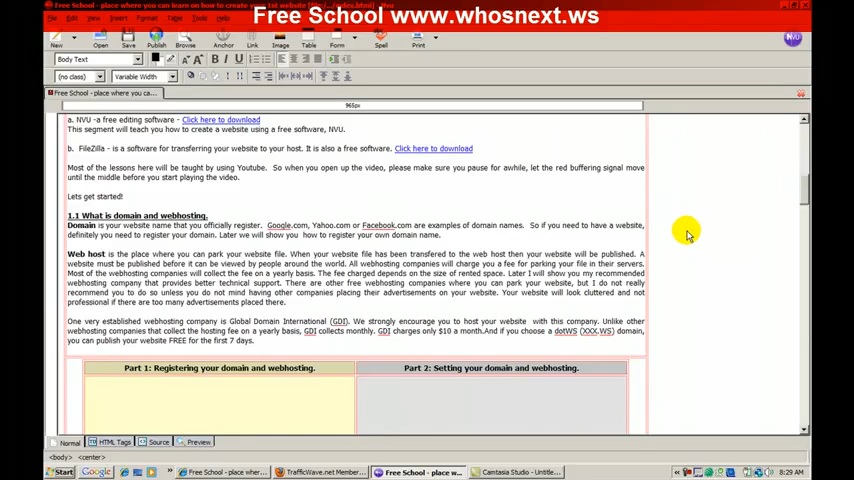 Free School www.whosnext.ws
Free School - place where you can learn on how to create your 1st website
File Edit View Insert Format Table Tools Help
New Open Save Publish Browse Anchor Link Image Table Form Spell Print
NVU
Body Text
(no class) Variable Width
Free School - place where you ca...
965px
a. NVU -a free editing software - Click here to download
This segment will teach you how to create a website using a free software, NVU.
b. FileZilla - is a software for transferring your website to your host. It is also a free software. Click here to download
Most of the lessons here will be taught by using Youtube. So when you open up the video, please make sure you pause for awhile, let the red buffering signal move
until the middle before you start playing the video.
Lets get started!
1.1 What is domain and webhosting.
Domain is your website name that you officially register. Google.com, Yahoo.com or Facebook.com are examples of domain names. So if you need to have a website,
definitely you need to register your domain. Later we will show you how to register your own domain name.
Web host is the place where you can park your website file. When your website file has been transfered to the web host then your website will be published. A
website must be published before it can be viewed by people around the world. All webhosting companies will charge you a fee for parking your file in their servers.
Most of the webhosting companies will collect the fee on a yearly basis. The fee charged depends on the size of rented space. Later I will show my recommended
webhosting company that provides better technical support. There are other free webhosting companies where you can park your website, but I do not really
recommend you to do so unless you do not mind having other companies placing their advertisements on your website. Your website will look cluttered and not
professional if there are too many advertisements placed there.
One very established webhosting company is Global Domain International (GDI). We strongly encourage you to host your website with this company. Unlike other
webhosting companies that collect the hosting fee on a yearly basis, GDI collects monthly. GDI charges only $10 a month.And if you choose a dotWS (XXX.WS) domain,
you can publish your website FREE for the first 7 days.
Part 1: Registering your domain and webhosting. Part 2: Setting your domain and webhosting.
Normal HTML Tags Source Preview
<body> <center>
Start Google Free School - place wher... TrafficWave.net Member... Free School - place w... Camtasia Studio - Untitle... 8:29 AM